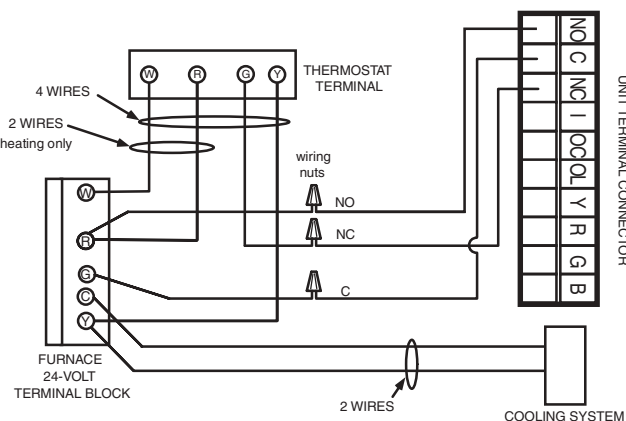 W R G Y
THERMOSTAT
TERMINAL
4 WIRES
2 WIRES
heating only
wiring
nuts
NO
NC
C
W
R
G
C
Y
FURNACE
24-VOLT
TERMINAL BLOCK
2 WIRES
COOLING SYSTEM
NO
C
NC
I
OC
OL
Y
R
G
B
UNIT TERMINAL CONNECTOR